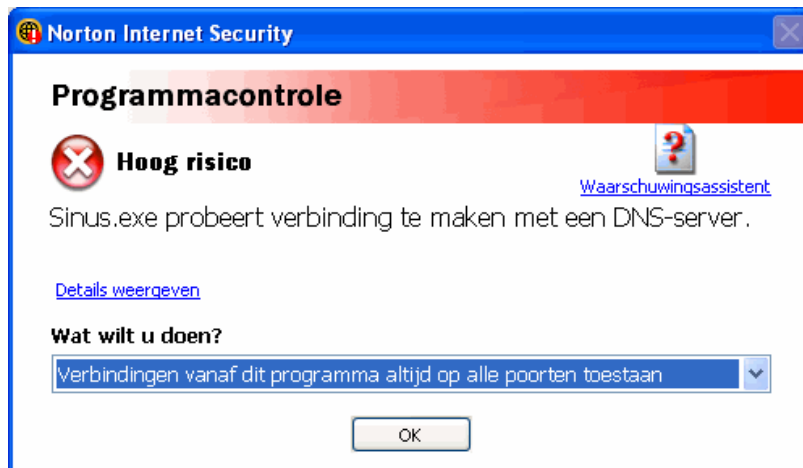 Norton Internet Security
Programmacontrole
Hoog risico
Waarschuwingsassistent
Sinus.exe probeert verbinding te maken met een DNS-server.
Details weergeven
Wat wilt u doen?
Verbindingen vanaf dit programma altijd op alle poorten toestaan
OK